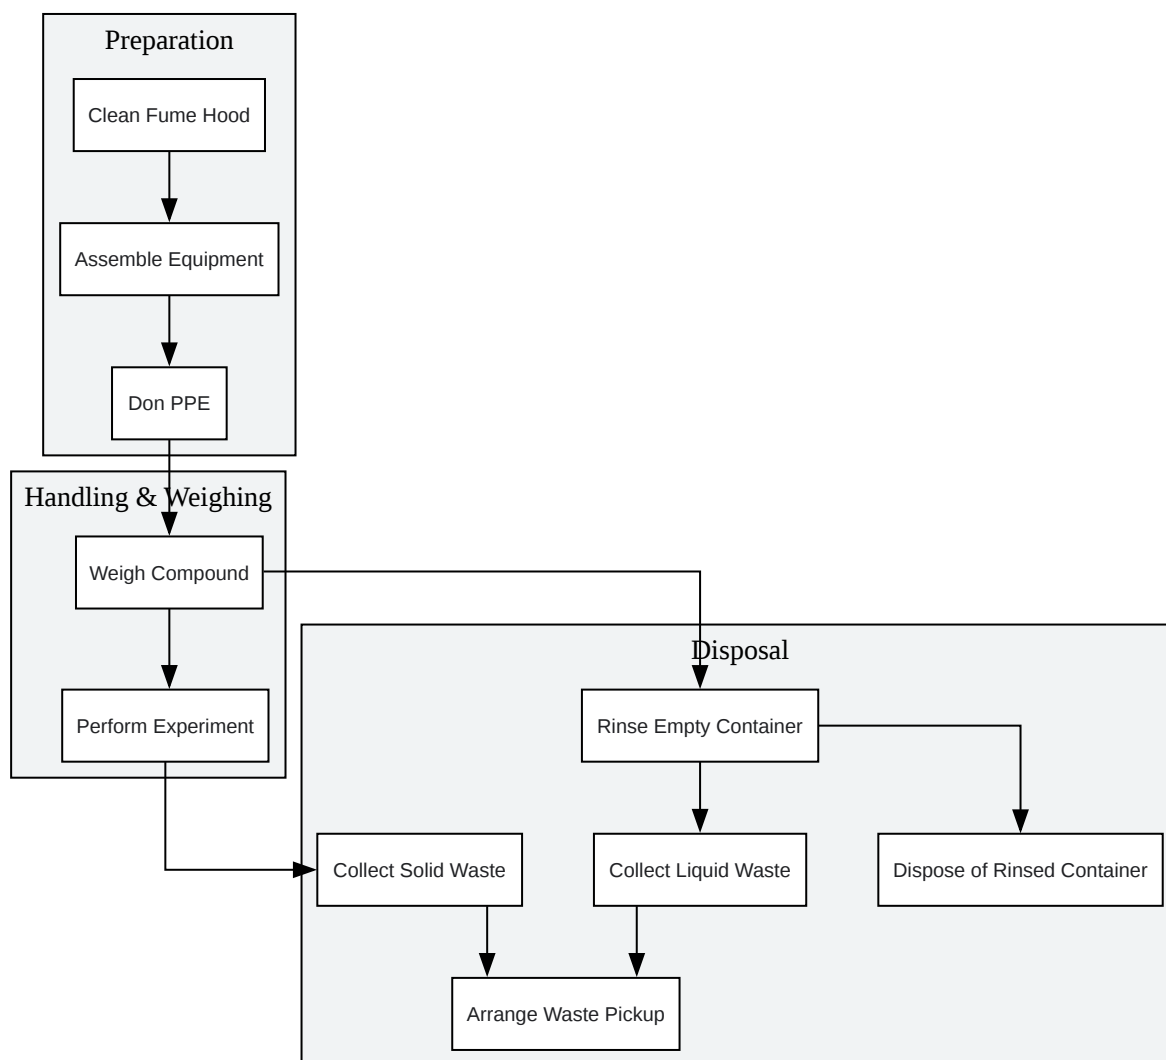 Preparation
Clean Fume Hood
Assemble Equipment
Don PPE
Handling & Weighing
Weigh Compound
Perform Experiment
Disposal
Rinse Empty Container
Collect Solid Waste
Collect Liquid Waste
Dispose of Rinsed Container
Arrange Waste Pickup